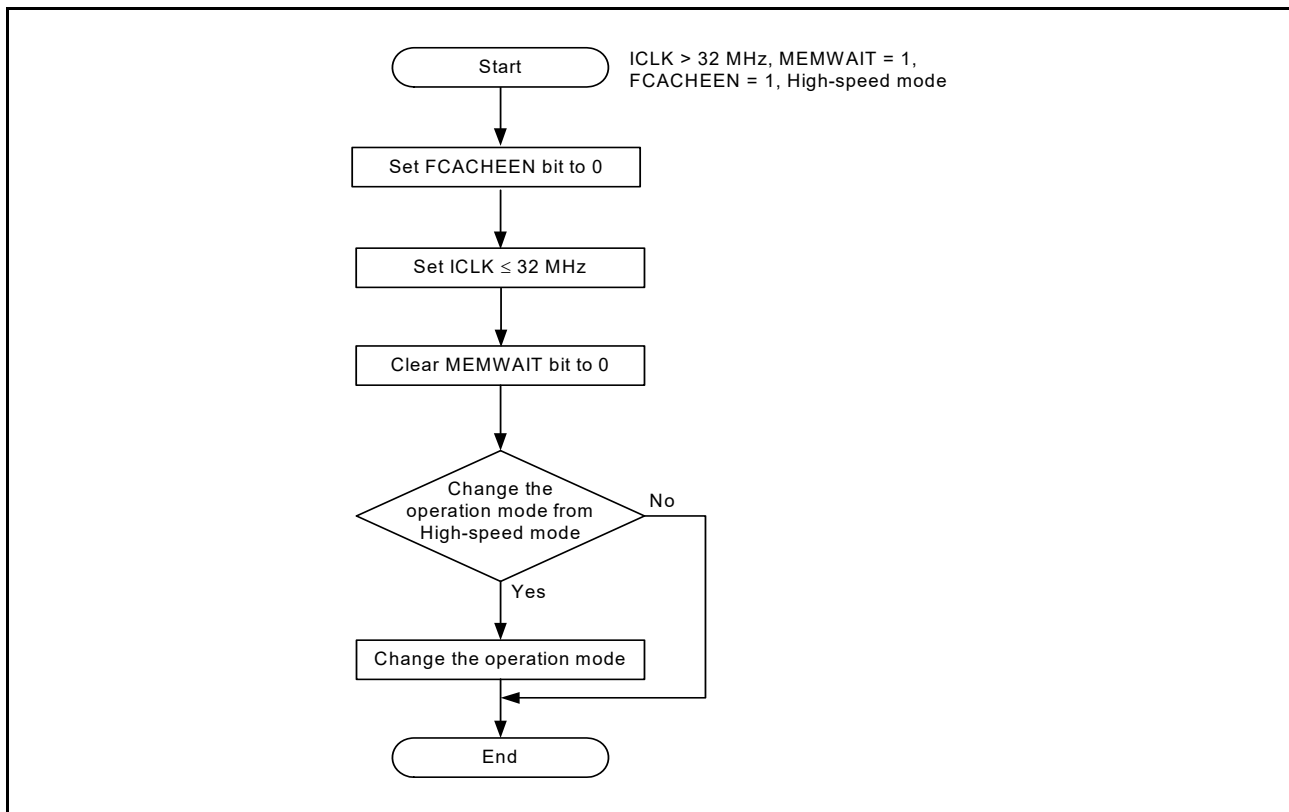 Start
ICLK > 32 MHz, MEMWAIT = 1,
FCACHEEN = 1, High-speed mode
Set FCACHEEN bit to 0
Set ICLK ≤ 32 MHz
Clear MEMWAIT bit to 0
Change the
operation mode from
High-speed mode
No
Yes
Change the operation mode
End